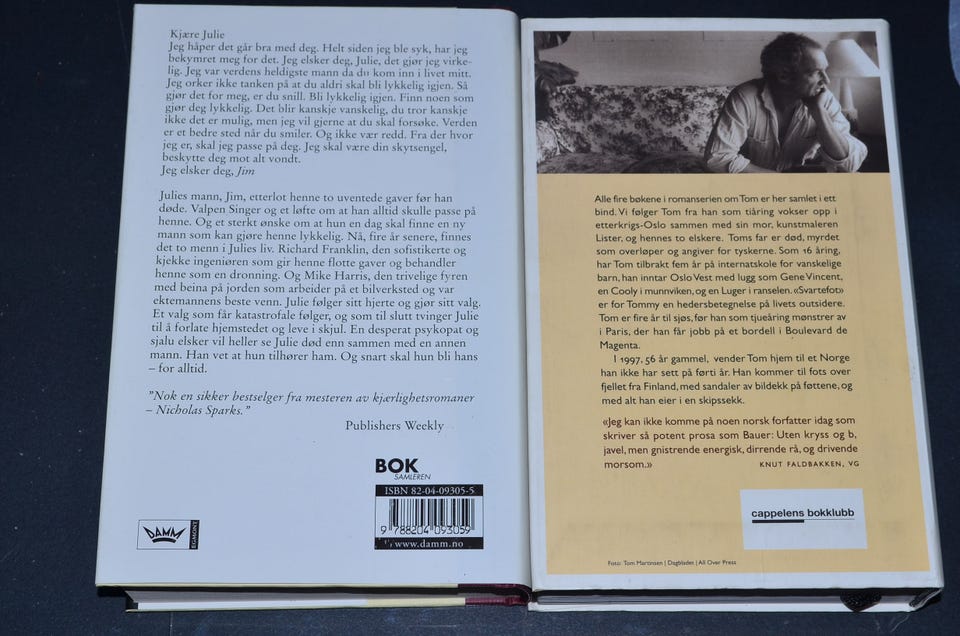 Kjære Julie
Jeg håper det går bra med deg. Helt siden jeg ble syk, har jeg
bekymret meg for det. Jeg elsker deg, Julie, det gjør jeg virke-
lig. Jeg var verdens heldigste mann da du kom inn i livet mitt.
Jeg orker ikke tanken på at du aldri skal bli lykkelig igjen. Så
gjør det for meg, er du snill. Bli lykkelig igjen. Finn noen som
gjør deg lykkelig. Det blir kanskje vanskelig, du tror kanskje
ikke det er mulig, men jeg vil gjerne at du skal forsøke. Verden
er et bedre sted når du smiler. Og ikke vær redd. Fra der hvor
jeg er, skal jeg passe på deg. Jeg skal være din skytsengel,
beskytte deg mot alt vondt.
Jeg elsker deg, Jim
Julies mann, Jim, etterlot henne to uventede gaver før han
døde. Valpen Singer og et løfte om at han alltid skulle passe på
henne. Og et sterkt ønske om at hun en dag skal finne en ny
mann som kan gjøre henne lykkelig. Nå, fire år senere, finnes
det to menn i Julies liv. Richard Franklin, den sofistikerte og
kjekke ingeniøren som gir henne flotte gaver og behandler
henne som en dronning. Og Mike Harris, den trivelige fyren
med beina på jorden som arbeider på et bilverksted og var
ektemannens beste venn. Julie følger sitt hjerte og gjør sitt valg.
Et valg som får katastrofale følger, og som til slutt tvinger Julie
til å forlate hjemstedet og leve i skjul. En desperat psykopat og
sjalu elsker vil heller se Julie død enn sammen med en annen
mann. Han vet at hun tilhører ham. Og snart skal hun bli hans
– for alltid.
"Nok en sikker bestselger fra mesteren av kjærlighetsromaner
– Nicholas Sparks."
Publishers Weekly
BOK
SAMLEREN
ISBN 82-04-09305-5
9 788204 093059
www.damm.no
DAMM
EGMONT
Alle fire bøkene i romanserien om Tom er her samlet i ett
bind. Vi følger Tom fra han som tiåring vokser opp i
etterkrigs-Oslo sammen med sin mor, kunstmaleren
Lister, og hennes to elskere. Toms far er død, myrdet
som overløper og angiver for tyskerne. Som 16 åring,
har Tom tilbrakt fem år på internatskole for vanskelige
barn, han inntar Oslo Vest med lugg som Gene Vincent,
en Cooly i munnviken, og en Luger i ranselen. «Svartefot»
er for Tommy en hedersbetegnelse på livets outsidere.
Tom er fire år til sjøs, før han som tjueåring mønstrer av
i Paris, der han får jobb på et bordell i Boulevard de
Magenta.
I 1997, 56 år gammel, vender Tom hjem til et Norge
han ikke har sett på førti år. Han kommer til fots over
fjellet fra Finland, med sandaler av bildekk på føttene, og
med alt han eier i en skipssekk.
«Jeg kan ikke komme på noen norsk forfatter idag som
skriver så potent prosa som Bauer: Uten kryss og b,
javel, men gnistrende energisk, dirrende rå, og drivende
morsom.» KNUT FALDBAKKEN, VG
cappelens bokklubb
Foto: Tom Martinsen | Dagbladet | All Over Press